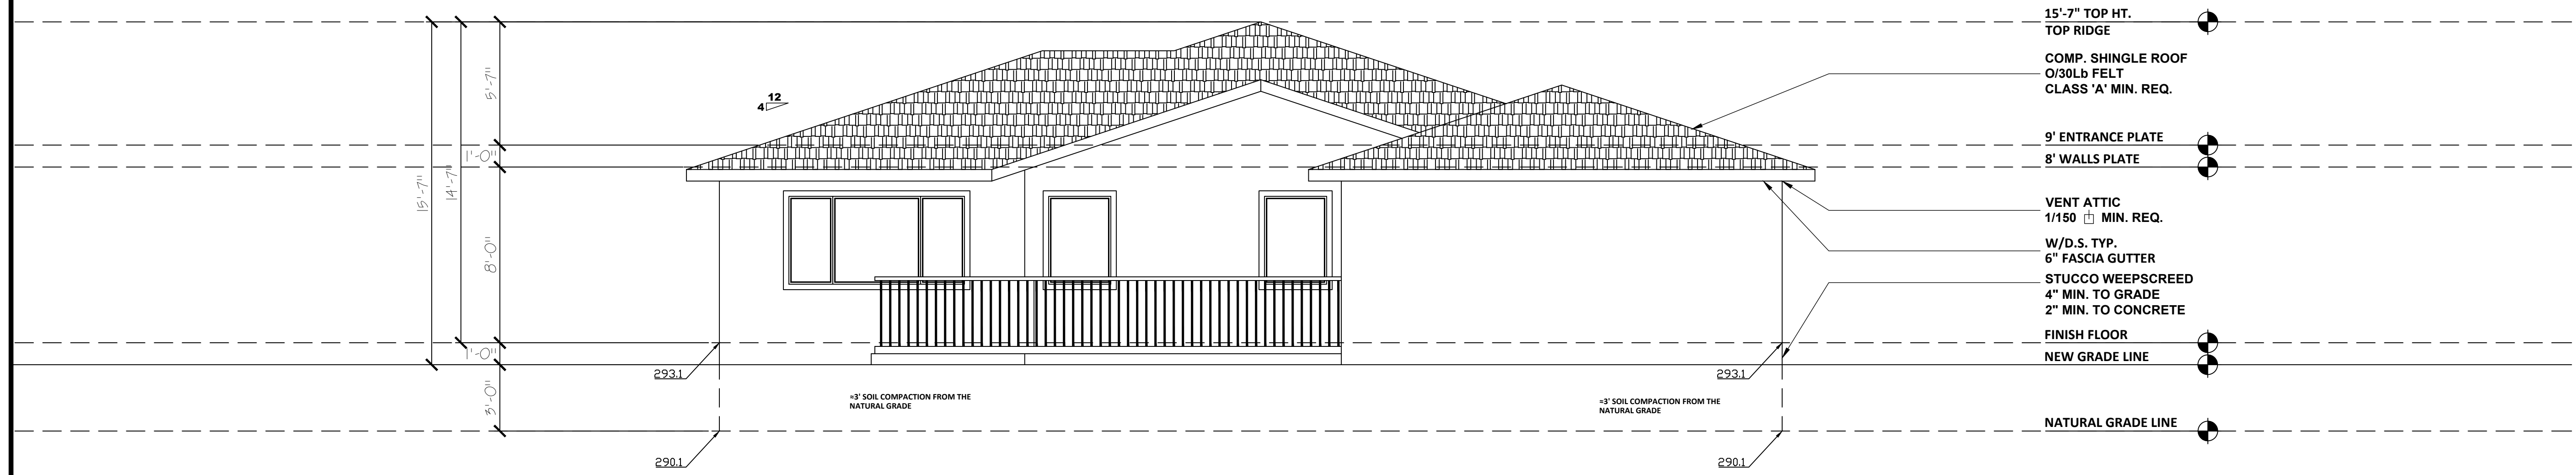 15'-7" TOP HT.
TOP RIDGE
COMP. SHINGLE ROOF
O/30Lb FELT
CLASS 'A' MIN. REQ.
12
4
5'-7"
9' ENTRANCE PLATE
1'-0"
8' WALLS PLATE
15'-7"
14'-7"
VENT ATTIC
1/150 MIN. REQ.
8'-0"
W/D.S. TYP.
6" FASCIA GUTTER
STUCCO WEEPSCREED
4" MIN. TO GRADE
2" MIN. TO CONCRETE
FINISH FLOOR
1'-0"
NEW GRADE LINE
293.1
293.1
3'-0"
≈3' SOIL COMPACTION FROM THE
NATURAL GRADE
≈3' SOIL COMPACTION FROM THE
NATURAL GRADE
NATURAL GRADE LINE
290.1
290.1